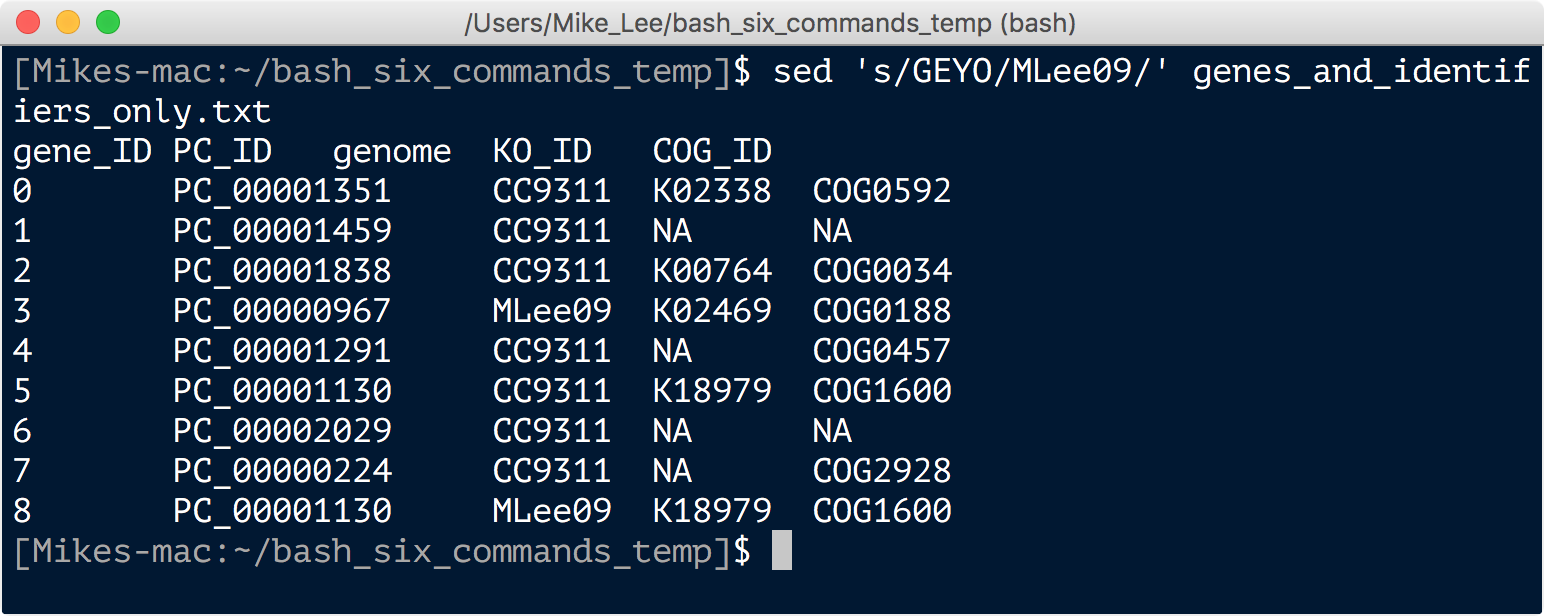 /Users/Mike_Lee/bash_six_commands_temp (bash)
[Mikes-mac:~/bash_six_commands_temp]$ sed 's/GEYO/MLee09/' genes_and_identif
iers_only.txt
gene_ID PC_ID   genome  KO_ID   COG_ID
0       PC_00001351     CC9311  K02338  COG0592
1       PC_00001459     CC9311  NA      NA
2       PC_00001838     CC9311  K00764  COG0034
3       PC_00000967     MLee09  K02469  COG0188
4       PC_00001291     CC9311  NA      COG0457
5       PC_00001130     CC9311  K18979  COG1600
6       PC_00002029     CC9311  NA      NA
7       PC_00000224     CC9311  NA      COG2928
8       PC_00001130     MLee09  K18979  COG1600
[Mikes-mac:~/bash_six_commands_temp]$